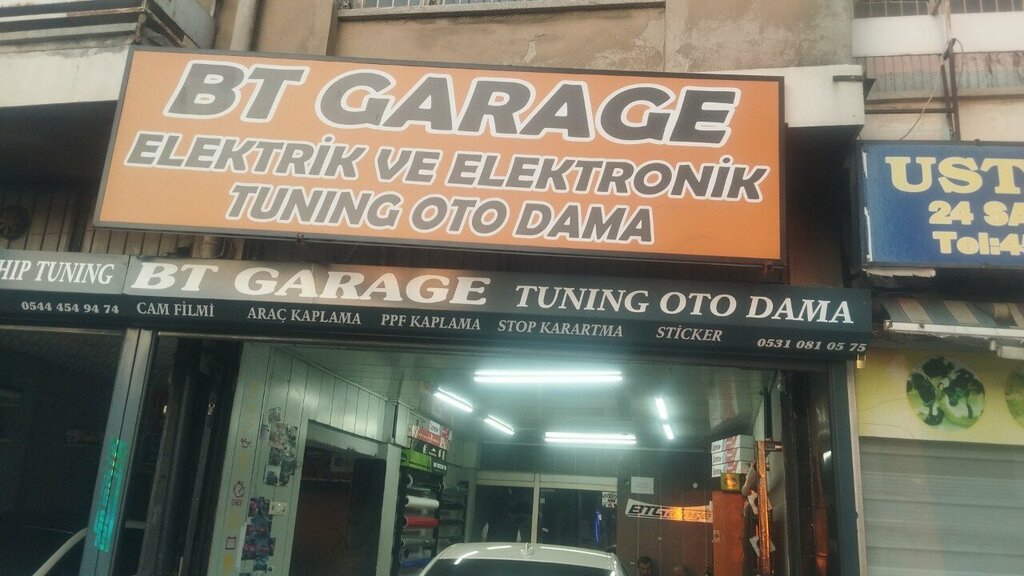 BT GARAGE
ELEKTRİK VE ELEKTRONİK
TUNING OTO DAMA
HIP TUNING
0544 454 94 74
BT GARAGE
TUNING OTO DAMA
CAM FİLMİ
ARAÇ KAPLAMA
PPF KAPLAMA
STOP KARARTMA
STİCKER
0531 081 05 75
UST
24 SA
Tel:4